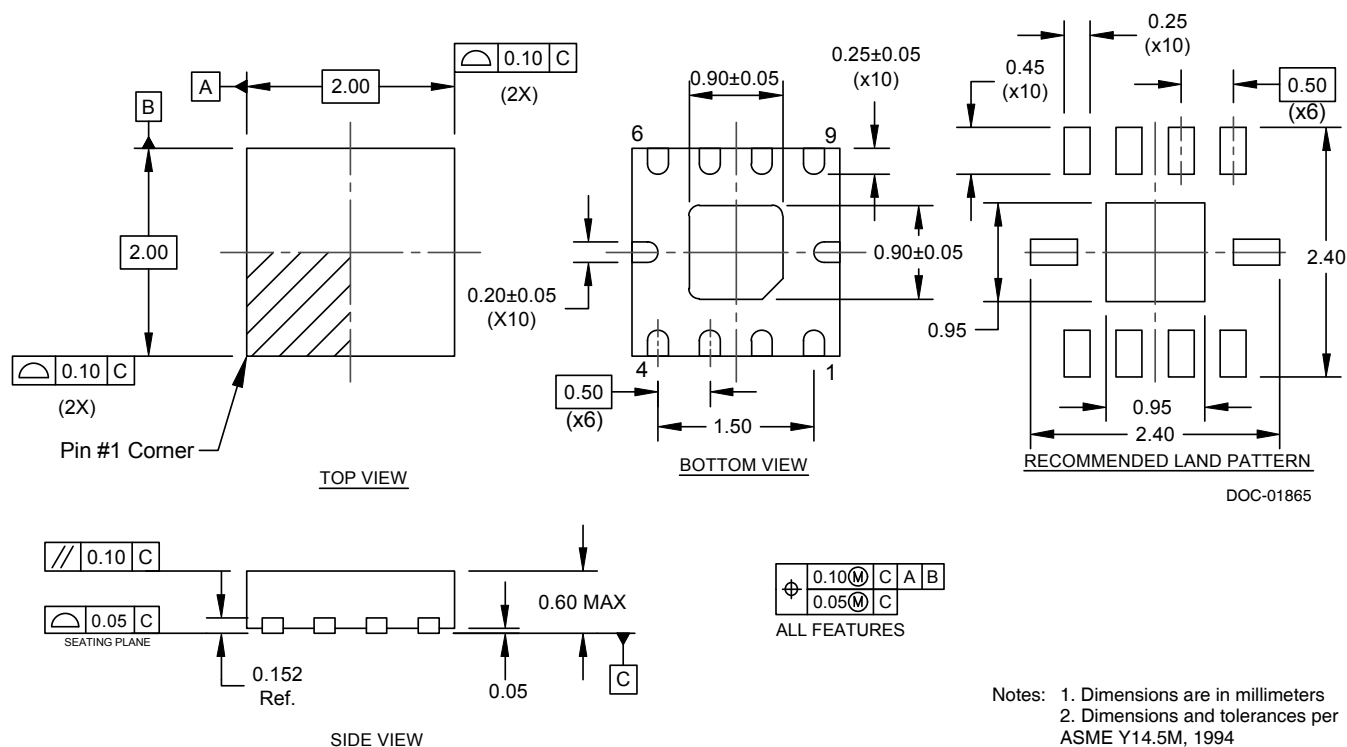 A
2.00
0.10 C
(2X)
B
2.00
0.10 C
(2X)
Pin #1 Corner
TOP VIEW
0.90±0.05
0.25±0.05
(x10)
6
9
0.90±0.05
0.20±0.05
(X10)
4
1
0.50
(x6)
1.50
BOTTOM VIEW
0.25
(x10)
0.45
(x10)
0.50
(x6)
2.40
0.95
0.95
2.40
RECOMMENDED LAND PATTERN
DOC-01865
// 0.10 C
0.05 C
SEATING PLANE
0.152
Ref.
0.60 MAX
0.05
C
SIDE VIEW
⌖ 0.10Ⓜ C A B
0.05Ⓜ C
ALL FEATURES
Notes: 1. Dimensions are in millimeters
2. Dimensions and tolerances per
ASME Y14.5M, 1994